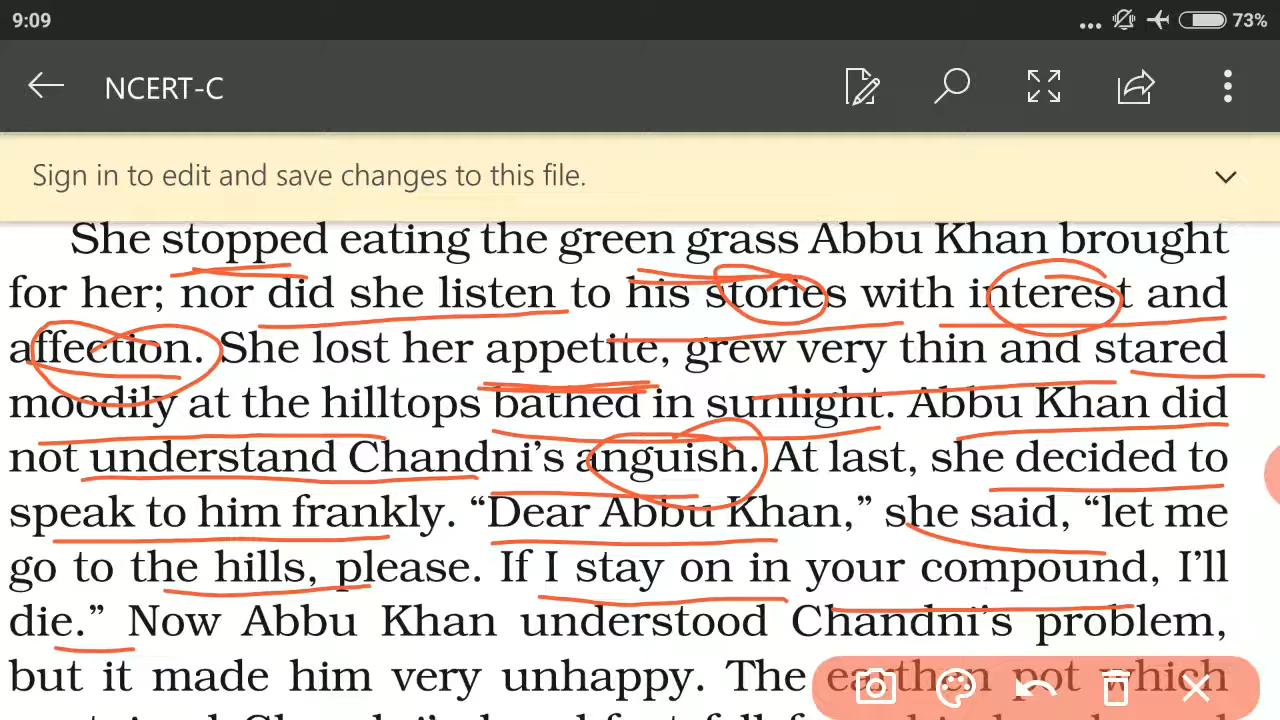 9:09
73%
NCERT-C
Sign in to edit and save changes to this file.
She stopped eating the green grass Abbu Khan brought
for her; nor did she listen to his stories with interest and
affection. She lost her appetite, grew very thin and stared
moodily at the hilltops bathed in sunlight. Abbu Khan did
not understand Chandni’s anguish. At last, she decided to
speak to him frankly. “Dear Abbu Khan,” she said, “let me
go to the hills, please. If I stay on in your compound, I’ll
die.” Now Abbu Khan understood Chandni’s problem,
but it made him very unhappy. The earthen pot which